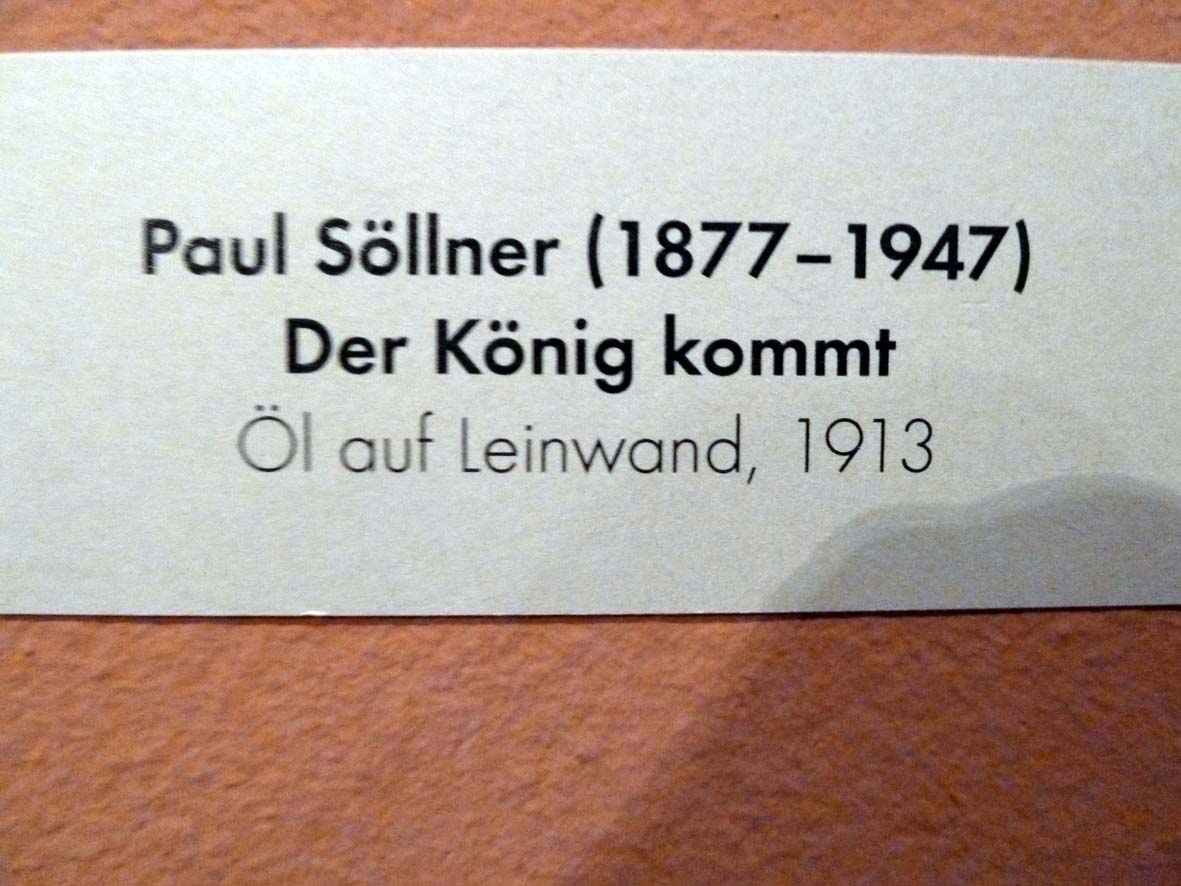 Paul Söllner (1877–1947)
Der König kommt
Öl auf Leinwand, 1913